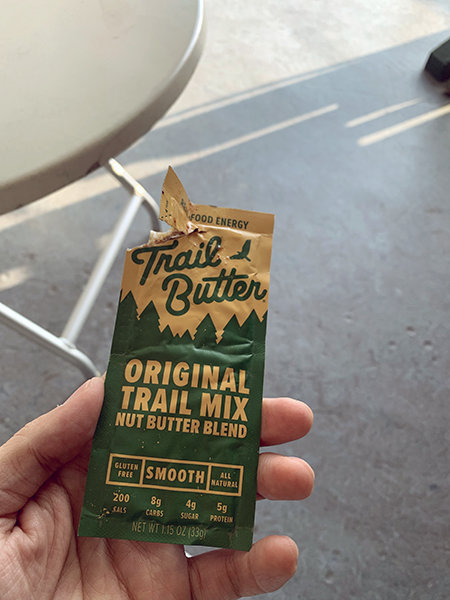 FOOD ENERGY
Trail
Butter
ORIGINAL
TRAIL MIX
NUT BUTTER BLEND
GLUTEN FREE SMOOTH ALL NATURAL
200 8g 4g 5g
CARBS SUGAR PROTEIN
NET WT 1.15 OZ (33g)